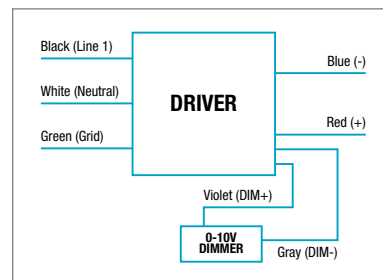 Black (Line 1)
Blue (-)
White (Neutral)
DRIVER
Red (+)
Green (Grid)
Violet (DIM+)
0-10V
DIMMER
Gray (DIM-)